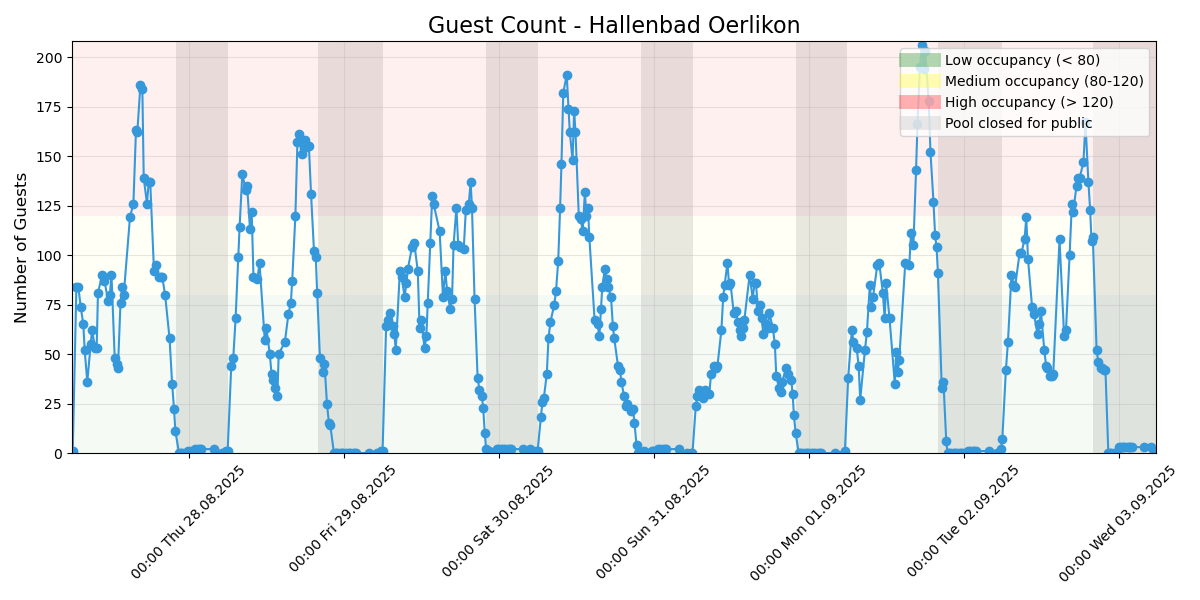 Guest Count - Hallenbad Oerlikon
Number of Guests
200
175
150
125
100
75
50
25
0
Low occupancy (< 80)
Medium occupancy (80-120)
High occupancy (> 120)
Pool closed for public
00:00 Thu 28.08.2025
00:00 Fri 29.08.2025
00:00 Sat 30.08.2025
00:00 Sun 31.08.2025
00:00 Mon 01.09.2025
00:00 Tue 02.09.2025
00:00 Wed 03.09.2025